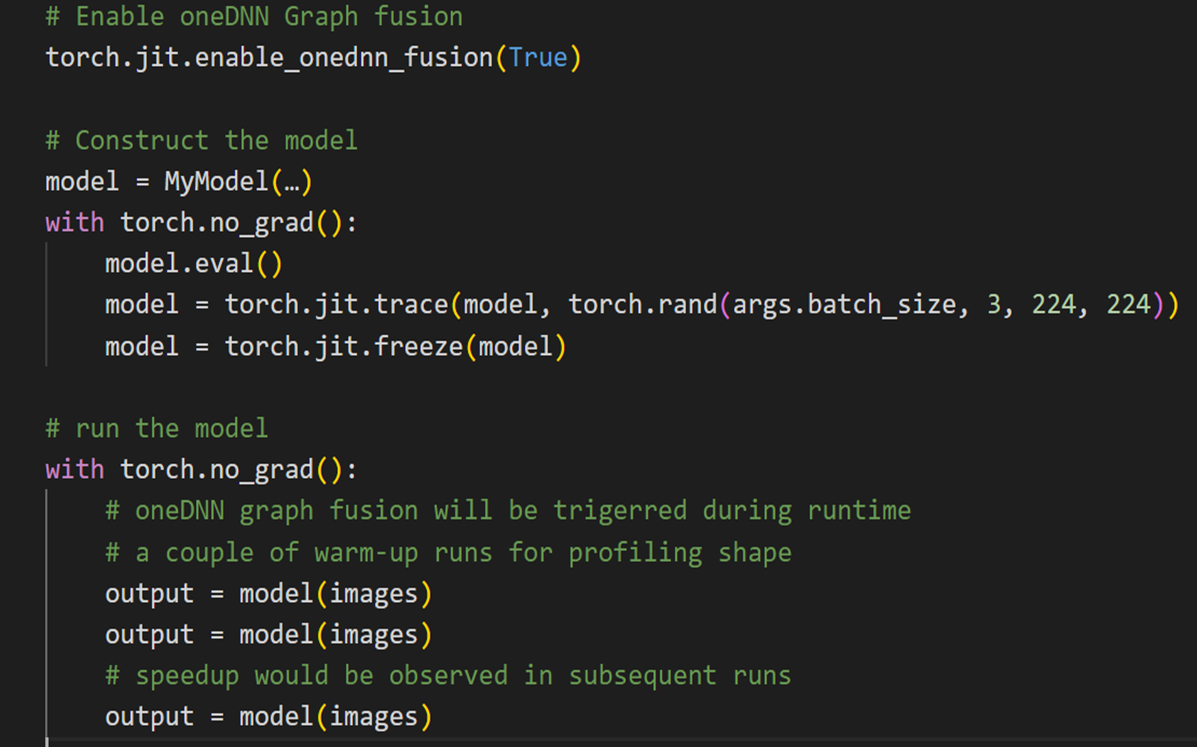 # Enable oneDNN Graph fusion
torch.jit.enable_onednn_fusion(True)
# Construct the model
model = MyModel(…)
with torch.no_grad():
    model.eval()
    model = torch.jit.trace(model, torch.rand(args.batch_size, 3, 224, 224))
    model = torch.jit.freeze(model)
# run the model
with torch.no_grad():
    # oneDNN graph fusion will be trigerred during runtime
    # a couple of warm-up runs for profiling shape
    output = model(images)
    output = model(images)
    # speedup would be observed in subsequent runs
    output = model(images)